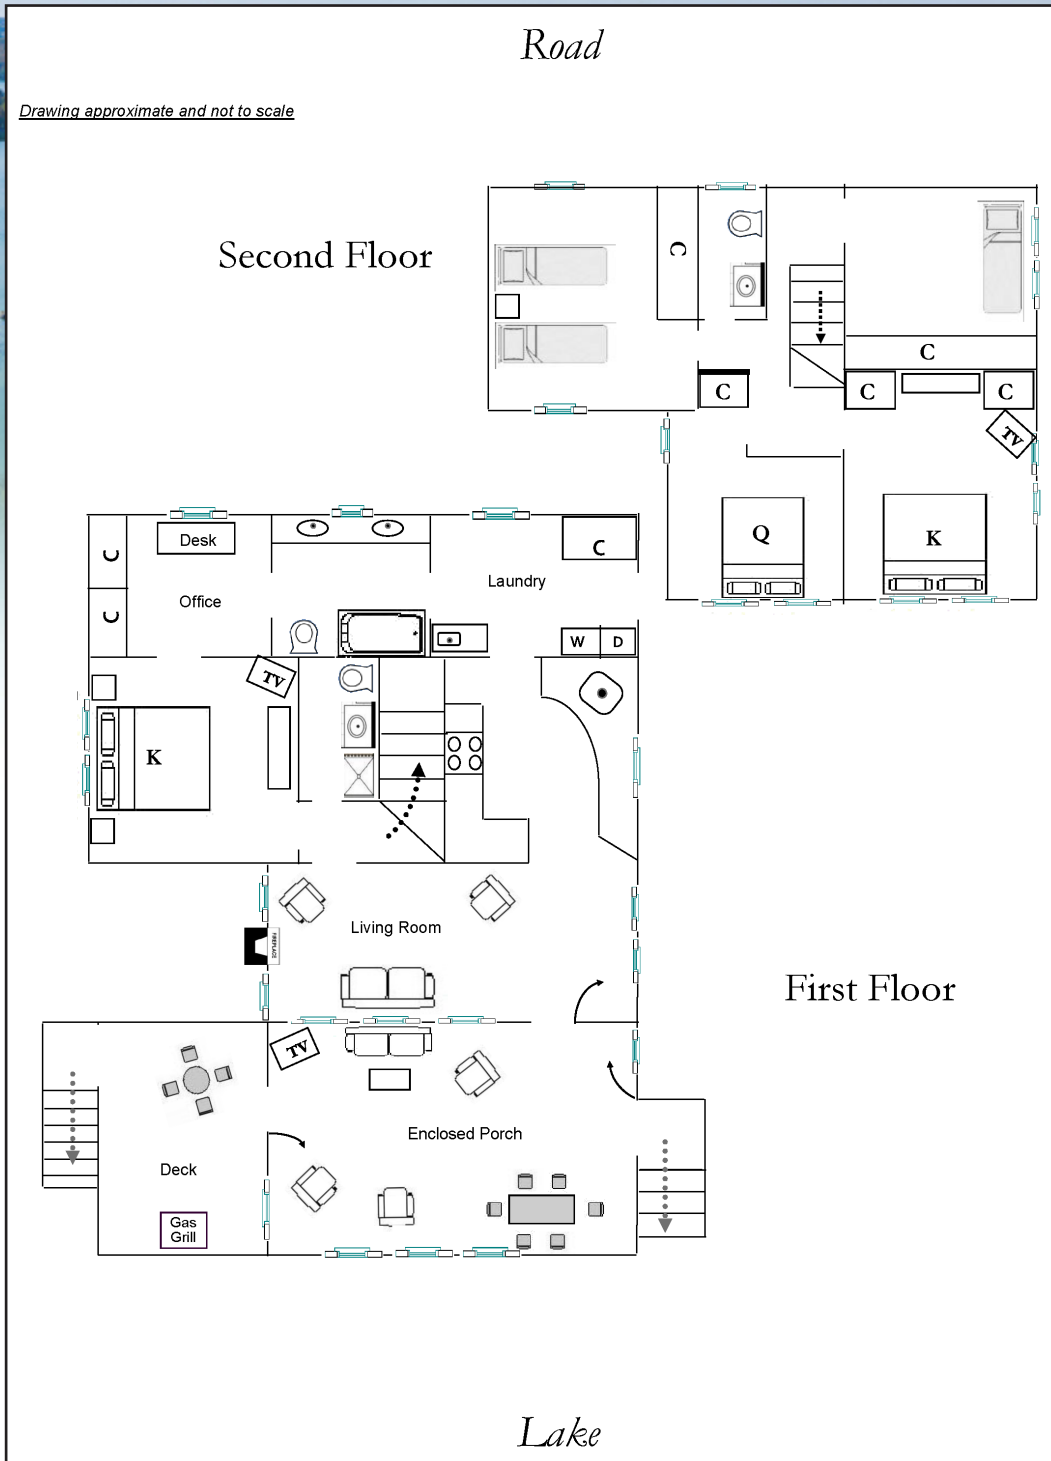 Road
Drawing approximate and not to scale
Second Floor
C
C
C
C
C
TV
Q
K
C
Desk
C
Laundry
Office
C
W D
TV
K
Living Room
FIREPLACE
First Floor
TV
Enclosed Porch
Deck
Gas
Grill
Lake